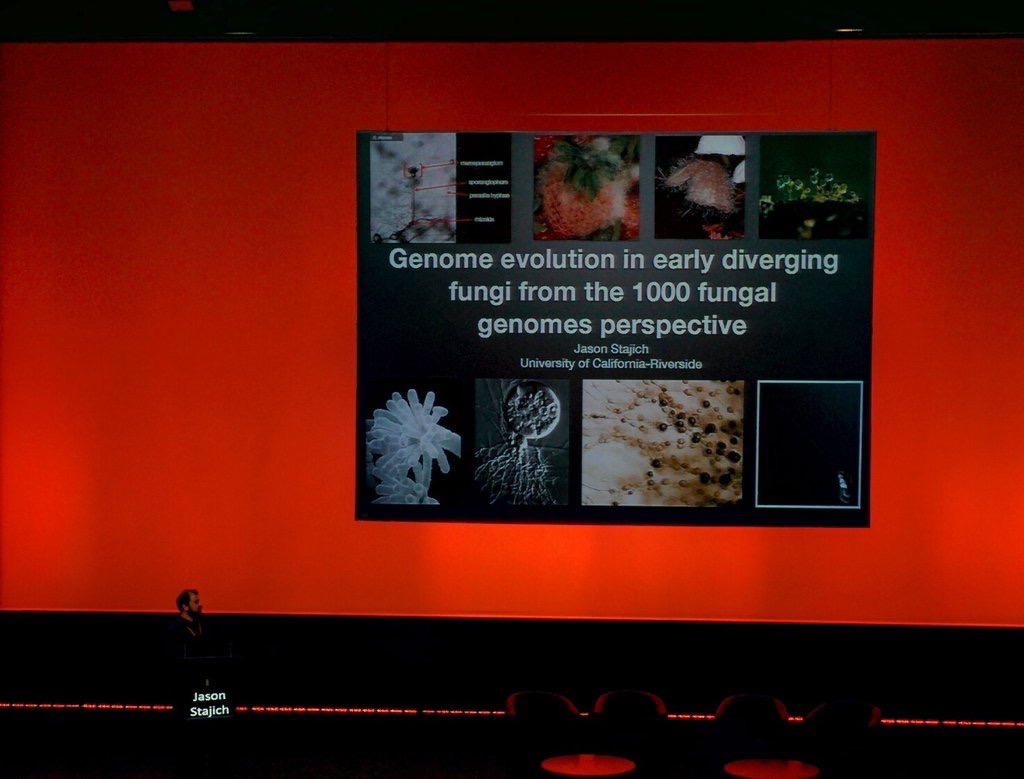 merosporangium
sporangiophore
parasitic hyphae
rhizoids
Genome evolution in early diverging
fungi from the 1000 fungal
genomes perspective
Jason Stajich
University of California-Riverside
Jason
Stajich